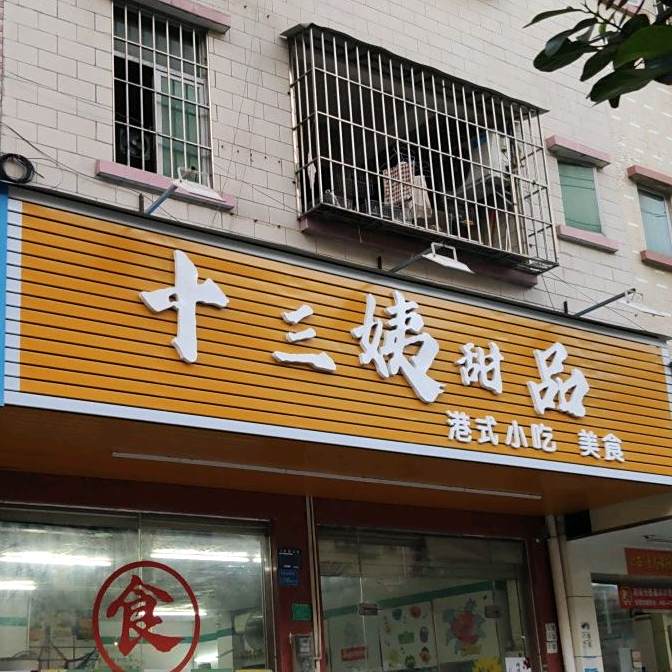 十三姨甜品
港式小吃 美食
食